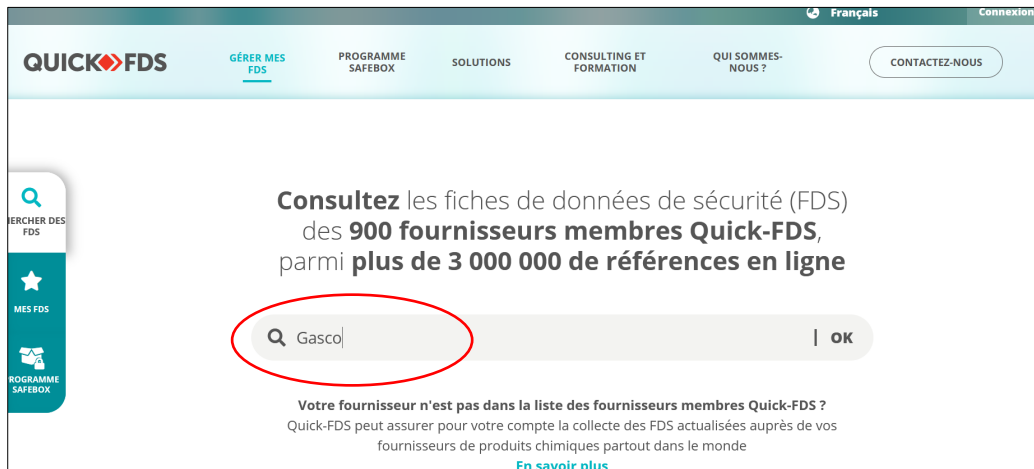 Français
Connexion
QUICK FDS
GÉRER MES
FDS
PROGRAMME
SAFEBOX
SOLUTIONS
CONSULTING ET
FORMATION
QUI SOMMES-
NOUS ?
CONTACTEZ-NOUS
HERCHER DES
FDS
MES FDS
ROGRAMME
SAFEBOX
Consultez les fiches de données de sécurité (FDS)
des 900 fournisseurs membres Quick-FDS,
parmi plus de 3 000 000 de références en ligne
Gasco
| OK
Votre fournisseur n'est pas dans la liste des fournisseurs membres Quick-FDS ?
Quick-FDS peut assurer pour votre compte la collecte des FDS actualisées auprès de vos
fournisseurs de produits chimiques partout dans le monde
En savoir plus